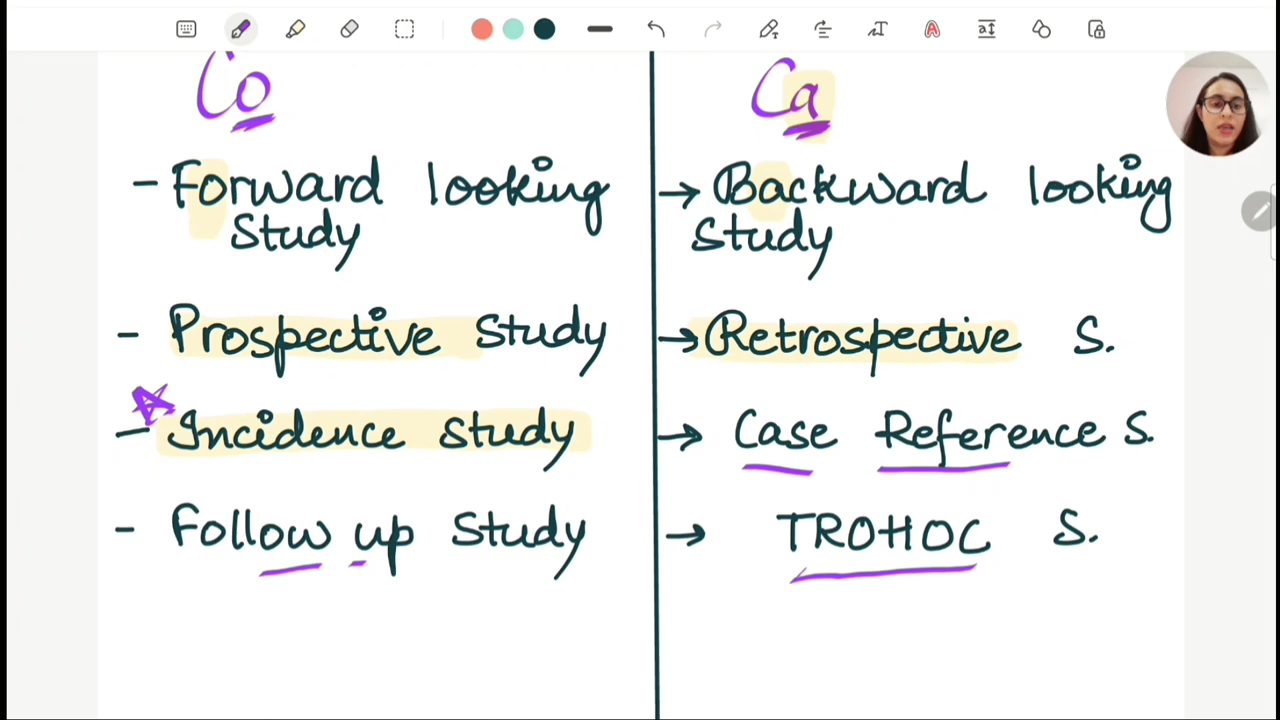 Co
- Forward looking
Study
- Prospective Study
- Incidence study
- Follow up Study
Ca
→ Backward looking
Study
→ Retrospective S.
→ Case Reference S.
→ TROHOC S.